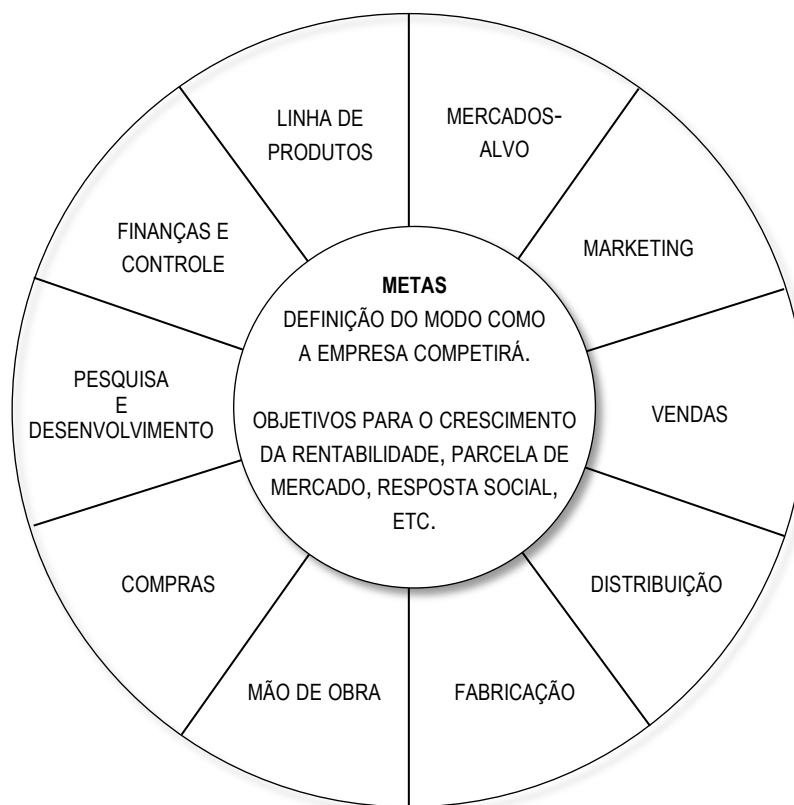 LINHA DE
PRODUTOS
MERCADOS-
ALVO
MARKETING
VENDAS
DISTRIBUIÇÃO
FABRICAÇÃO
MÃO DE OBRA
COMPRAS
PESQUISA
E
DESENVOLVIMENTO
FINANÇAS E
CONTROLE
METAS
DEFINIÇÃO DO MODO COMO
A EMPRESA COMPETIRÁ.
OBJETIVOS PARA O CRESCIMENTO
DA RENTABILIDADE, PARCELA DE
MERCADO, RESPOSTA SOCIAL,
ETC.